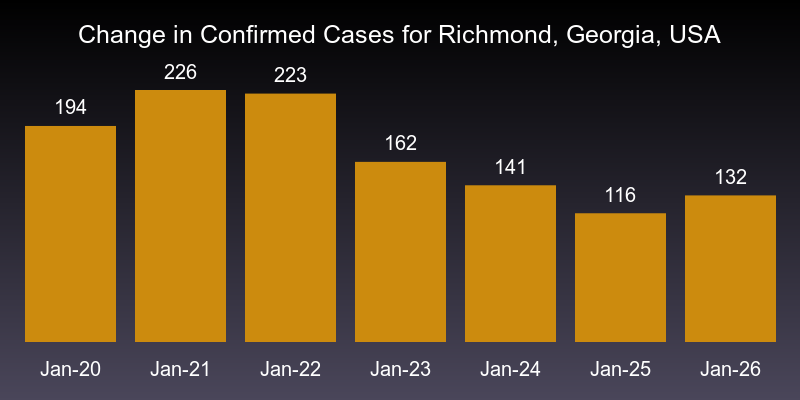 Change in Confirmed Cases for Richmond, Georgia, USA
194
226
223
162
141
116
132
Jan-20
Jan-21
Jan-22
Jan-23
Jan-24
Jan-25
Jan-26